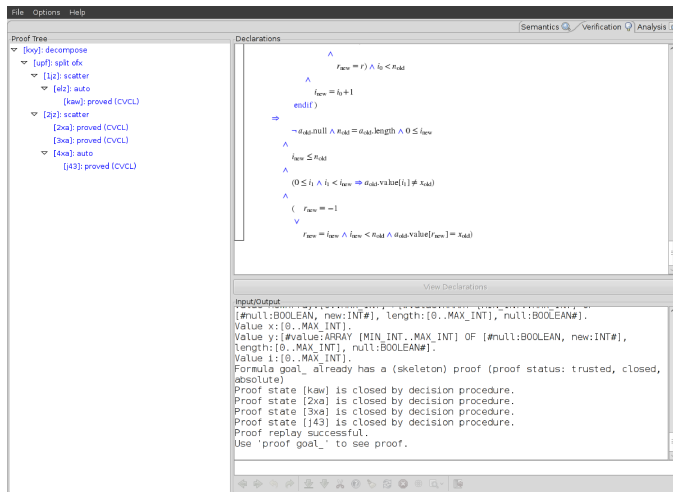 File Options Help
Semantics Verification Analysis
Proof Tree
[kxy]: decompose
[upf]: split ofx
[1jz]: scatter
[elz]: auto
[kaw]: proved (CVCL)
[2jz]: scatter
[2xa]: proved (CVCL)
[3xa]: proved (CVCL)
[4xa]: auto
[j43]: proved (CVCL)
Declarations
∧
r_new = r) ∧ i₀ < n_old
∧
i_new = i₀+1
endif )
⇒
¬ a_old.null ∧ n_old = a_old.length ∧ 0 ≤ i_new
∧
i_new ≤ n_old
∧
(0 ≤ i₁ ∧ i₁ < i_new ⇒ a_old.value[i₁] ≠ x_old)
∧
( r_new = −1
∨
r_new = i_new ∧ i_new < n_old ∧ a_old.value[r_new] = x_old)
View Declarations
Input/Output
[#null:BOOLEAN, new:INT#], length:[0..MAX_INT], null:BOOLEAN#].
Value x:[0..MAX_INT].
Value y:[#value:ARRAY [MIN_INT..MAX_INT] OF [#null:BOOLEAN, new:INT#],
length:[0..MAX_INT], null:BOOLEAN#].
Value i:[0..MAX_INT].
Formula goal_ already has a (skeleton) proof (proof status: trusted, closed,
absolute)
Proof state [kaw] is closed by decision procedure.
Proof state [2xa] is closed by decision procedure.
Proof state [3xa] is closed by decision procedure.
Proof state [j43] is closed by decision procedure.
Proof replay successful.
Use 'proof goal_' to see proof.